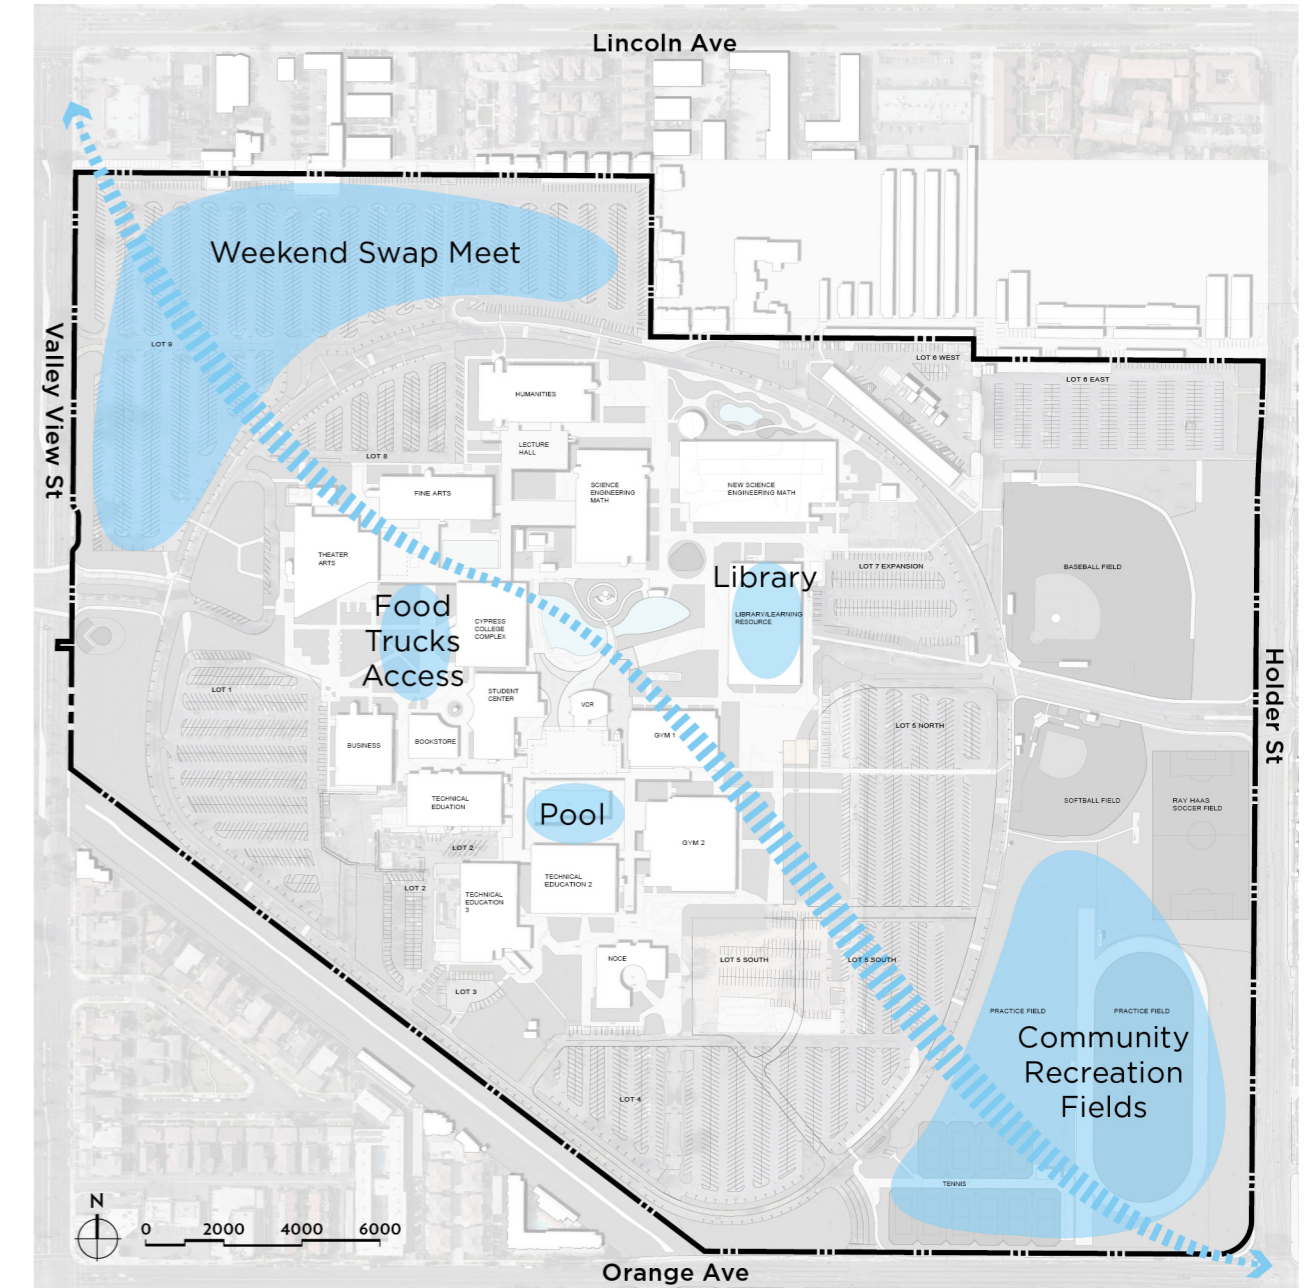 Lincoln Ave
Weekend Swap Meet
Valley View St
LOT 9
LOT 6 WEST
LOT 6 EAST
HUMANITIES
LECTURE
HALL
LOT 8
FINE ARTS
SCIENCE
ENGINEERING
MATH
NEW SCIENCE
ENGINEERING MATH
THEATER
ARTS
Library
LOT 7 EXPANSION
BASEBALL FIELD
Food
Trucks
Access
CYPRESS
COLLEGE
COMPLEX
LIBRARY/LEARNING
RESOURCE
Holder St
LOT 1
STUDENT
CENTER
VCR
GYM 1
LOT 5 NORTH
BUSINESS
BOOKSTORE
TECHNICAL
EDUATION
Pool
SOFTBALL FIELD
RAY HAAS
SOCCER FIELD
LOT 2
GYM 2
LOT 2
TECHNICAL
EDUCATION 2
TECHNICAL
EDUCATION
3
NOCE
LOT 5 SOUTH
LOT 5 SOUTH
LOT 3
PRACTICE FIELD
PRACTICE FIELD
Community
Recreation
Fields
LOT 4
TENNIS
N
0 2000 4000 6000
Orange Ave